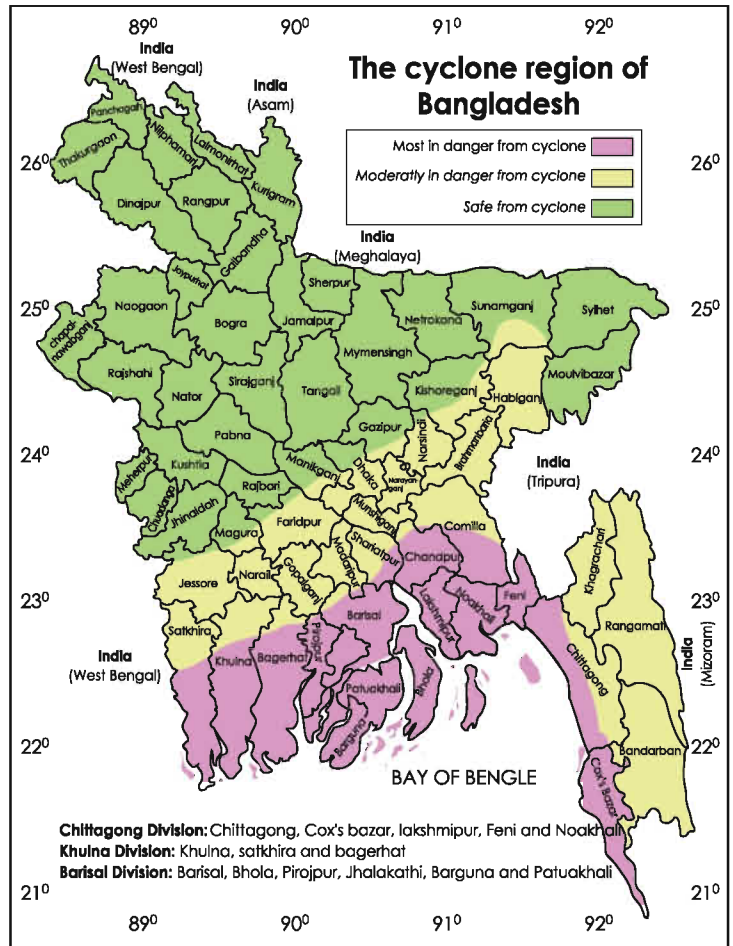 89⁰ 90⁰ 91⁰ 92⁰
India
(West Bengal)
India
(Asam)
The cyclone region of
Bangladesh
Most in danger from cyclone
Moderatly in danger from cyclone
Safe from cyclone
26⁰ 26⁰
Panchagah
Thakurgaon
Nilphamari
Lalmonirhat
Kurigram
Dinajpur
Rangpur
Gaibandha
India
(Meghalaya)
Joypurhat
Sherpur
25⁰ 25⁰
Naogaon
Bogra
Jamalpur
Netrokona
Sunamganj
Sylhet
chapai-
nawabganj
Mymensingh
Rajshahi
Nator
Sirajganj
Tangail
Kishoreganj
Habiganj
Moulvibazar
Pabna
Gazipur
Narsindi
Brahmanbaria
24⁰ 24⁰
Meherpur
Kushtia
Manikganj
Dhaka
Narayan-
ganj
India
(Tripura)
Chuadanga
Jhinaidah
Rajbari
Magura
Faridpur
Munshiganj
Comilla
Khagrachari
Jessore
Narail
Gopalganj
Madaripur
Shariatpur
Chandpur
23⁰ 23⁰
Satkhira
Barisal
Lakshmipur
Noakhali
Feni
Rangamati
India
(West Bengal)
Khulna
Bagerhat
Pirojpur
Patuakhali
Bhola
Chittagong
India
(Mizoram)
22⁰ 22⁰
Barguna
Bandarban
Cox's Bazar
BAY OF BENGLE
Chittagong Division: Chittagong, Cox's bazar, lakshmipur, Feni and Noakhali
Khulna Division: Khulna, satkhira and bagerhat
Barisal Division: Barisal, Bhola, Pirojpur, Jhalakathi, Barguna and Patuakhali
21⁰ 21⁰
89⁰ 90⁰ 91⁰ 92⁰